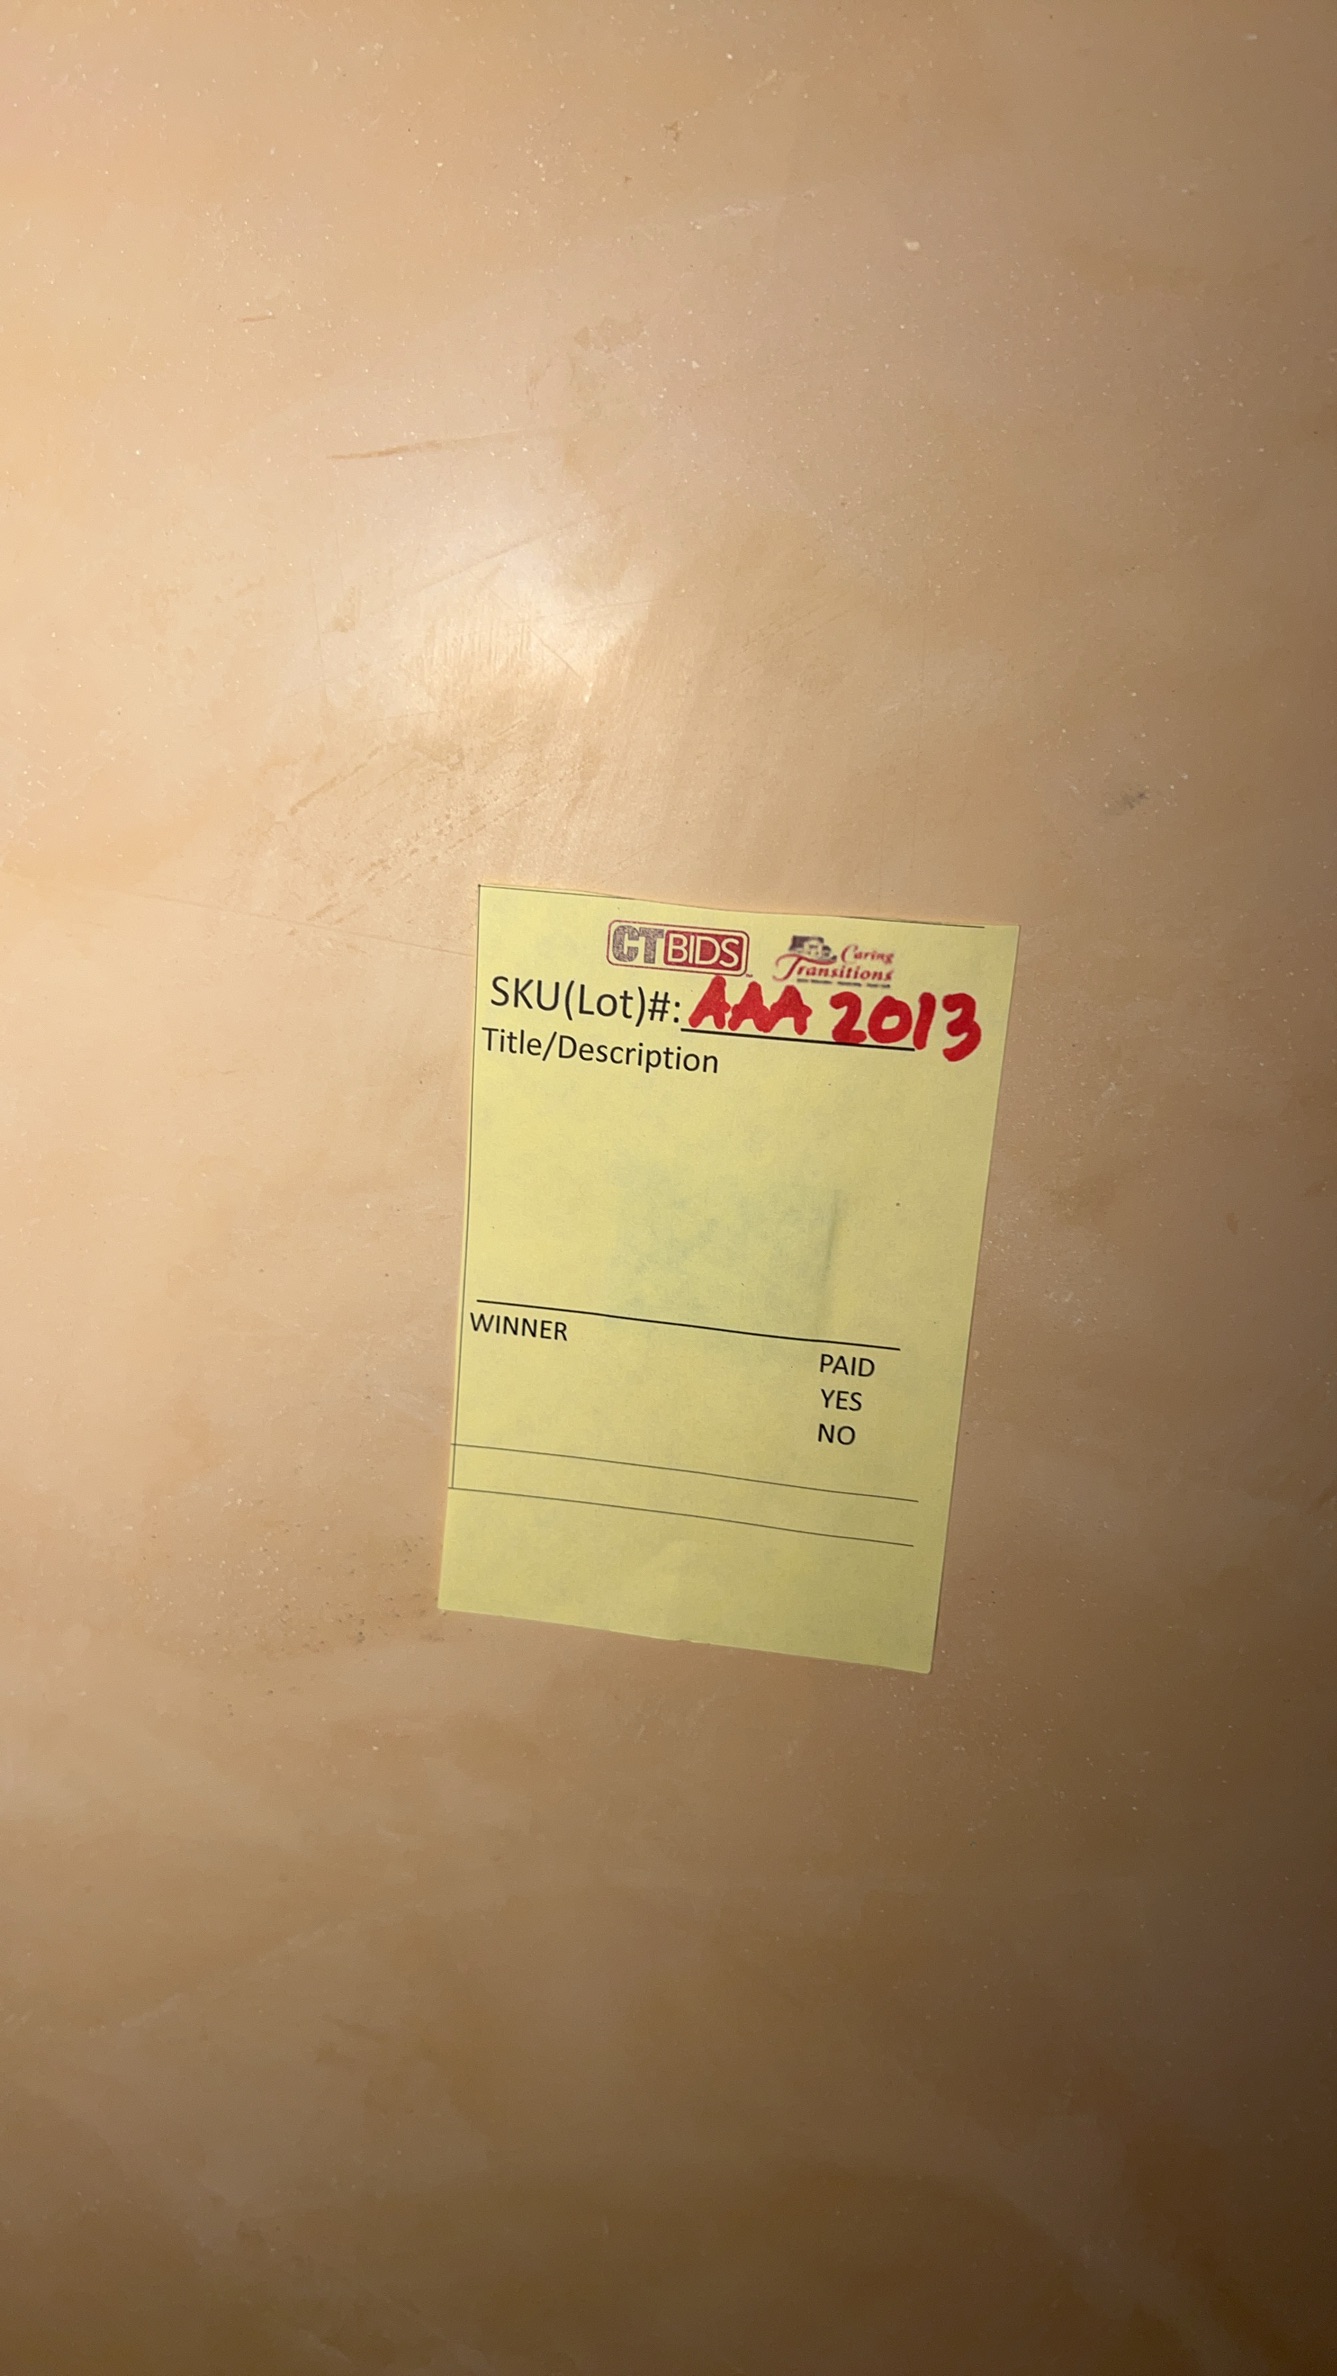 CTBIDS
Caring
Transitions
SKU(Lot)#: AAA 2013
Title/Description
WINNER
PAID
YES
NO